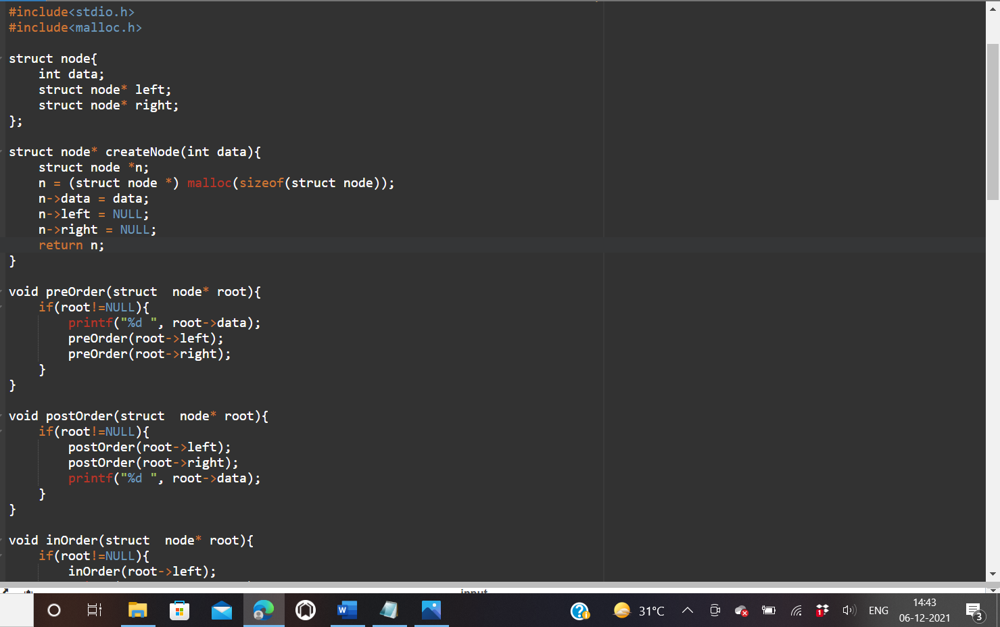 #include<stdio.h>
#include<malloc.h>

struct node{
    int data;
    struct node* left;
    struct node* right;
};

struct node* createNode(int data){
    struct node *n;
    n = (struct node *) malloc(sizeof(struct node));
    n->data = data;
    n->left = NULL;
    n->right = NULL;
    return n;
}

void preOrder(struct  node* root){
    if(root!=NULL){
        printf("%d ", root->data);
        preOrder(root->left);
        preOrder(root->right);
    }
}

void postOrder(struct  node* root){
    if(root!=NULL){
        postOrder(root->left);
        postOrder(root->right);
        printf("%d ", root->data);
    }
}

void inOrder(struct  node* root){
    if(root!=NULL){
        inOrder(root->left);
input
W
31°C
1
ENG
14:43
06-12-2021
3